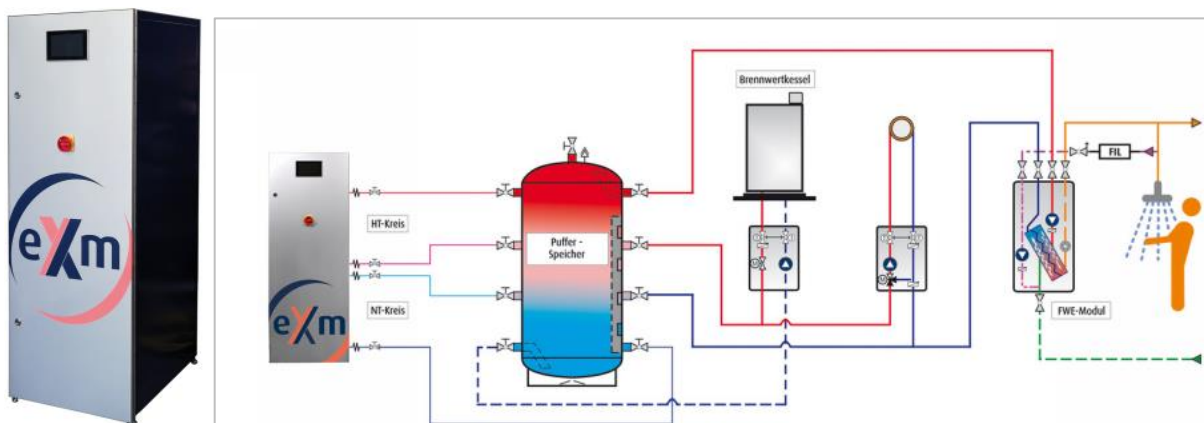 eXm
Brennwertkessel
FIL
HT-Kreis
Puffer -
Speicher
NT-Kreis
eXm
FWE-Modul